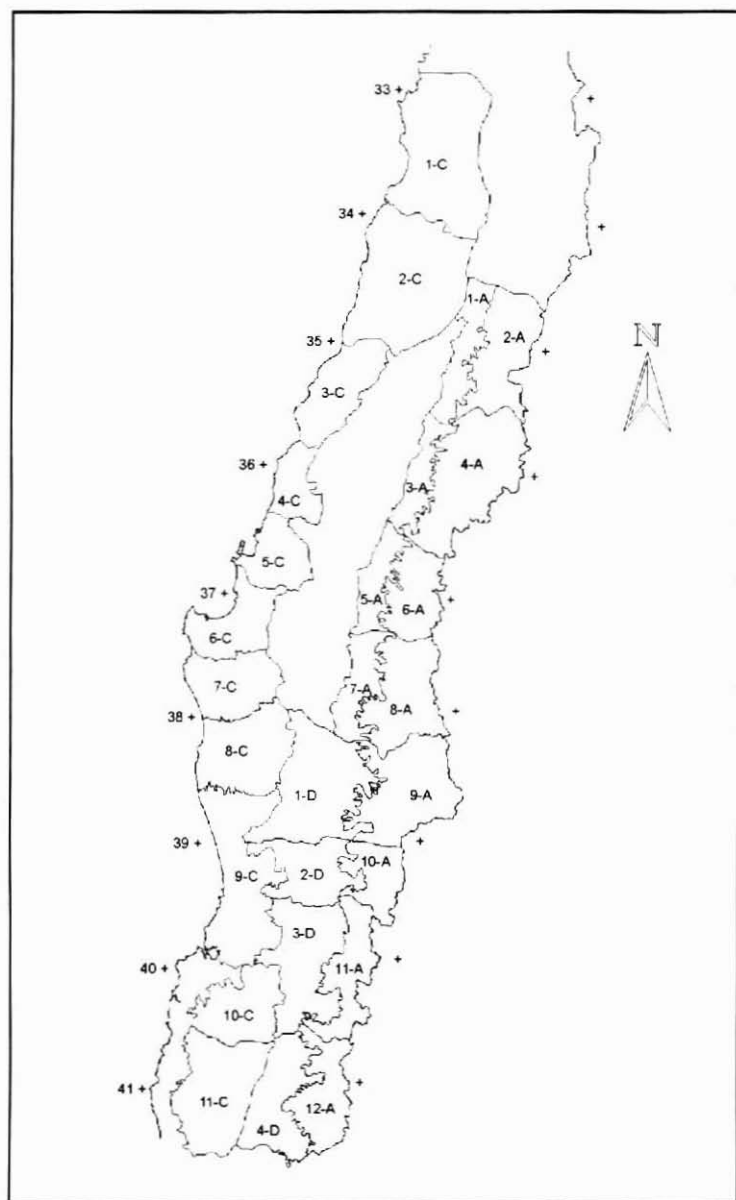 33 +
+
1-C
34 +
+
2-C
1-A
35 +
2-A
+
N
3-C
36 +
4-A
+
3-A
4-C
5-C
37 +
5-A
6-A
+
6-C
7-C
7-A
8-A
+
38 +
8-C
1-D
9-A
39 +
+
9-C
2-D
10-A
3-D
40 +
11-A
+
10-C
41 +
+
11-C
12-A
4-D